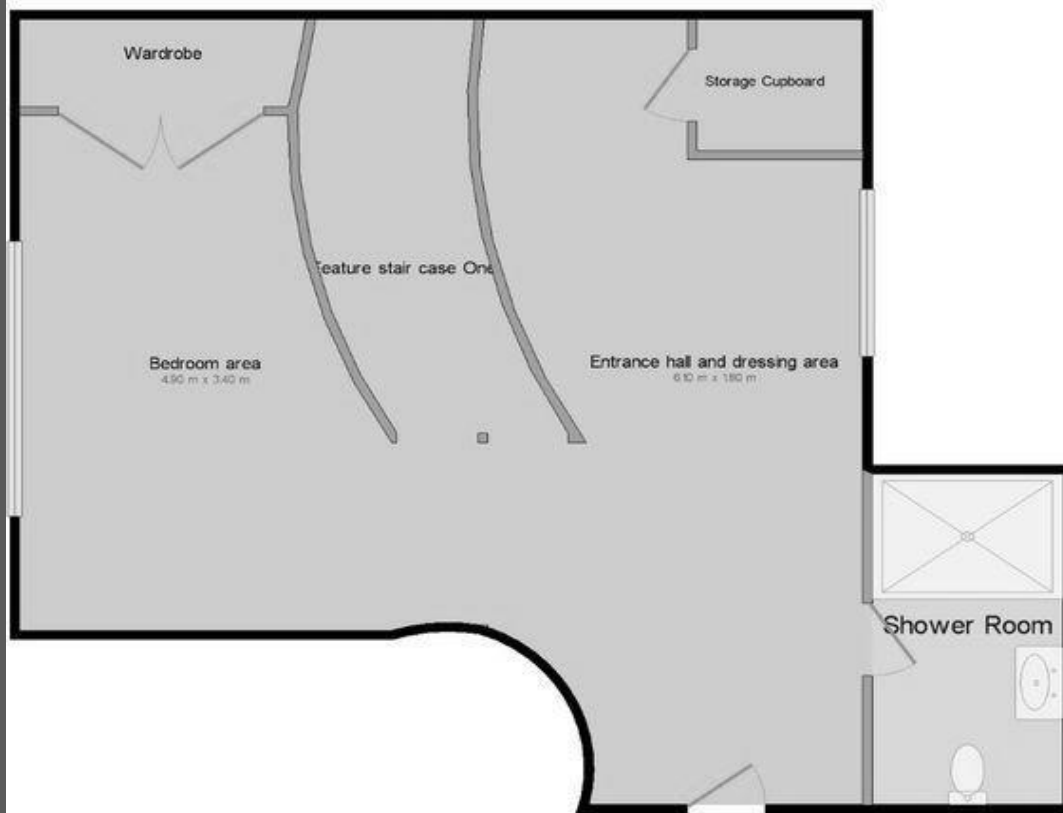 Wardrobe
Storage Cupboard
Feature stair case One
Bedroom area
4.90 m x 3.40 m
Entrance hall and dressing area
6.10 m x 1.80 m
Shower Room